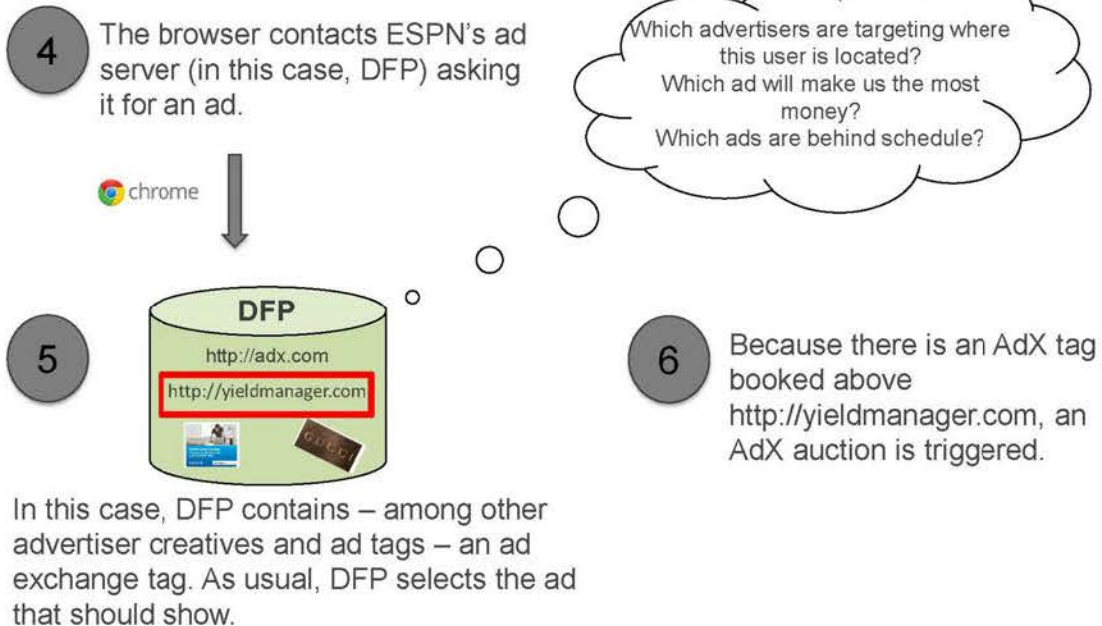 4
The browser contacts ESPN's ad
server (in this case, DFP) asking
it for an ad.
Which advertisers are targeting where
this user is located?
Which ad will make us the most
money?
Which ads are behind schedule?
chrome
5
DFP
http://adx.com
http://yieldmanager.com
GUCCI
6
Because there is an AdX tag
booked above
http://yieldmanager.com, an
AdX auction is triggered.
In this case, DFP contains – among other
advertiser creatives and ad tags – an ad
exchange tag. As usual, DFP selects the ad
that should show.